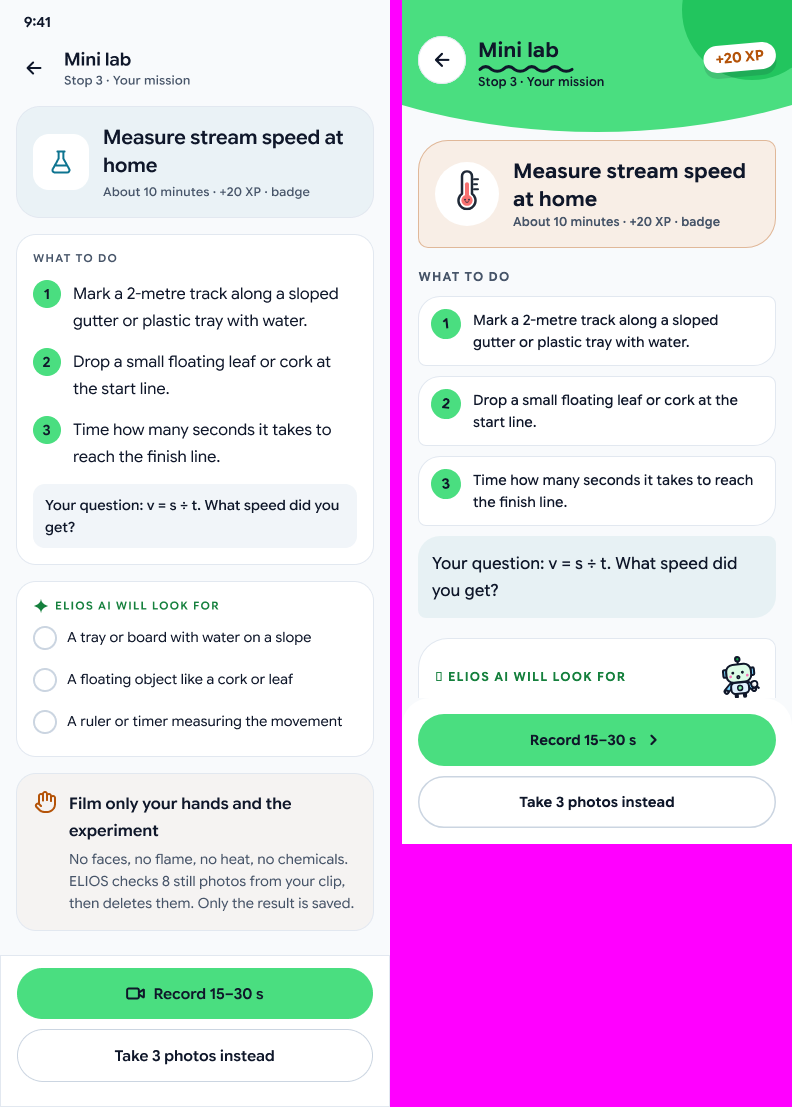 9:41
Mini lab
Stop 3 · Your mission
Measure stream speed at
home
About 10 minutes · +20 XP · badge
WHAT TO DO
1 Mark a 2-metre track along a sloped
gutter or plastic tray with water.
2 Drop a small floating leaf or cork at
the start line.
3 Time how many seconds it takes to
reach the finish line.
Your question: v = s ÷ t. What speed did you
get?
ELIOS AI WILL LOOK FOR
A tray or board with water on a slope
A floating object like a cork or leaf
A ruler or timer measuring the movement
Film only your hands and the
experiment
No faces, no flame, no heat, no chemicals.
ELIOS checks 8 still photos from your clip,
then deletes them. Only the result is saved.
Record 15–30 s
Take 3 photos instead
Mini lab
Stop 3 · Your mission
+20 XP
Measure stream speed
at home
About 10 minutes · +20 XP · badge
WHAT TO DO
1 Mark a 2-metre track along a sloped
gutter or plastic tray with water.
2 Drop a small floating leaf or cork at the
start line.
3 Time how many seconds it takes to reach
the finish line.
Your question: v = s ÷ t. What speed did
you get?
ELIOS AI WILL LOOK FOR
Record 15–30 s
Take 3 photos instead